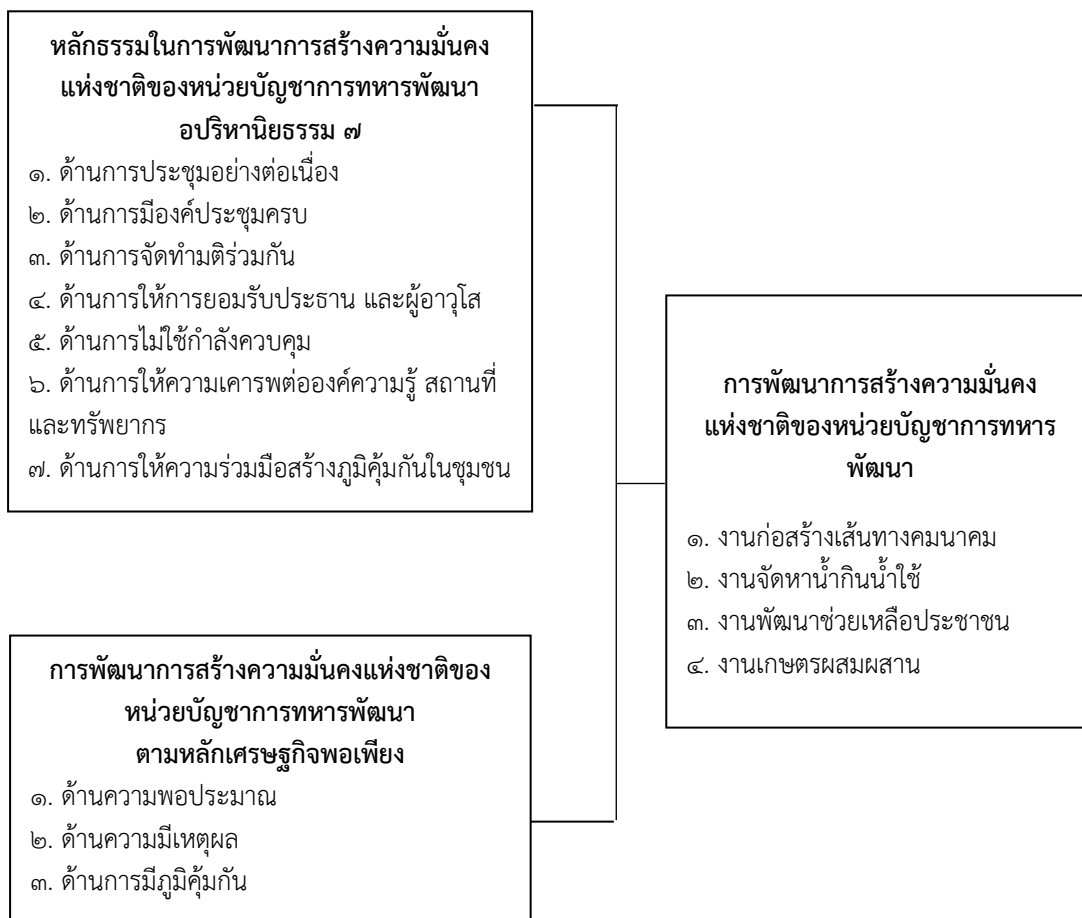 หลักธรรมในการพัฒนาการสร้างความมั่นคง
แห่งชาติของหน่วยบัญชาการทหารพัฒนา
อปริหานิยธรรม ๗
๑. ด้านการประชุมอย่างต่อเนื่อง
๒. ด้านการมีองค์ประชุมครบ
๓. ด้านการจัดทำมติร่วมกัน
๔. ด้านการให้การยอมรับประธาน และผู้อาวุโส
๕. ด้านการไม่ใช้กำลังควบคุม
๖. ด้านการให้ความเคารพต่อองค์ความรู้ สถานที่
และทรัพยากร
๗. ด้านการให้ความร่วมมือสร้างภูมิคุ้มกันในชุมชน
การพัฒนาการสร้างความมั่นคงแห่งชาติของ
หน่วยบัญชาการทหารพัฒนา
ตามหลักเศรษฐกิจพอเพียง
๑. ด้านความพอประมาณ
๒. ด้านความมีเหตุผล
๓. ด้านการมีภูมิคุ้มกัน
การพัฒนาการสร้างความมั่นคง
แห่งชาติของหน่วยบัญชาการทหาร
พัฒนา
๑. งานก่อสร้างเส้นทางคมนาคม
๒. งานจัดหาน้ำกินน้ำใช้
๓. งานพัฒนาช่วยเหลือประชาชน
๔. งานเกษตรผสมผสาน